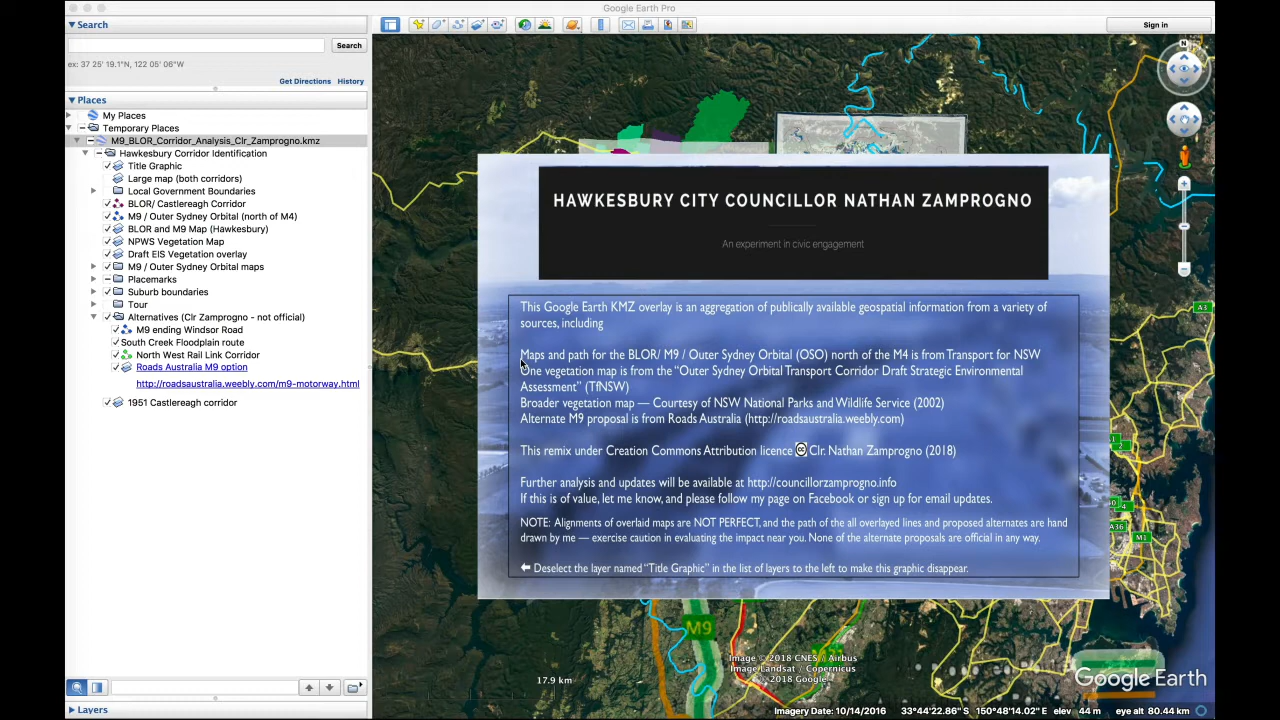 Google Earth Pro
Search
Search
ex: 37 25' 19.1"N, 122 05' 06"W
Get Directions
History
Places
My Places
Temporary Places
M9_BLOR_Corridor_Analysis_Clr_Zamprogno.kmz
Hawkesbury Corridor Identification
Title Graphic
Large map (both corridors)
Local Government Boundaries
BLOR/ Castlereagh Corridor
M9 / Outer Sydney Orbital (north of M4)
BLOR and M9 Map (Hawkesbury)
NPWS Vegetation Map
Draft EIS Vegetation overlay
M9 / Outer Sydney Orbital maps
Placemarks
Suburb boundaries
Tour
Alternatives (Clr Zamprogno - not official)
M9 ending Windsor Road
South Creek Floodplain route
North West Rail Link Corridor
Roads Australia M9 option
http://roadsaustralia.weebly.com/m9-motorway.html
1951 Castlereagh corridor
Layers
Sign in
N
HAWKESBURY CITY COUNCILLOR NATHAN ZAMPROGNO
An experiment in civic engagement
This Google Earth KMZ overlay is an aggregation of publically available geospatial information from a variety of
sources, including
Maps and path for the BLOR/ M9 / Outer Sydney Orbital (OSO) north of the M4 is from Transport for NSW
One vegetation map is from the “Outer Sydney Orbital Transport Corridor Draft Strategic Environmental
Assessment” (TfNSW)
Broader vegetation map — Courtesy of NSW National Parks and Wildlife Service (2002)
Alternate M9 proposal is from Roads Australia (http://roadsaustralia.weebly.com)
This remix under Creation Commons Attribution licence cc Clr. Nathan Zamprogno (2018)
Further analysis and updates will be available at http://councillorzamprogno.info
If this is of value, let me know, and please follow my page on Facebook or sign up for email updates.
NOTE: Alignments of overlaid maps are NOT PERFECT, and the path of the all overlayed lines and proposed alternates are hand
drawn by me — exercise caution in evaluating the impact near you. None of the alternate proposals are official in any way.
Deselect the layer named “Title Graphic” in the list of layers to the left to make this graphic disappear.
A3
2
4
A36
M1
M9
Image © 2018 CNES / Airbus
Image Landsat / Copernicus
© 2018 Google
17.9 km
Google Earth
Imagery Date: 10/14/2016 33°44'22.86" S 150°48'14.02" E elev 44 m eye alt 80.44 km